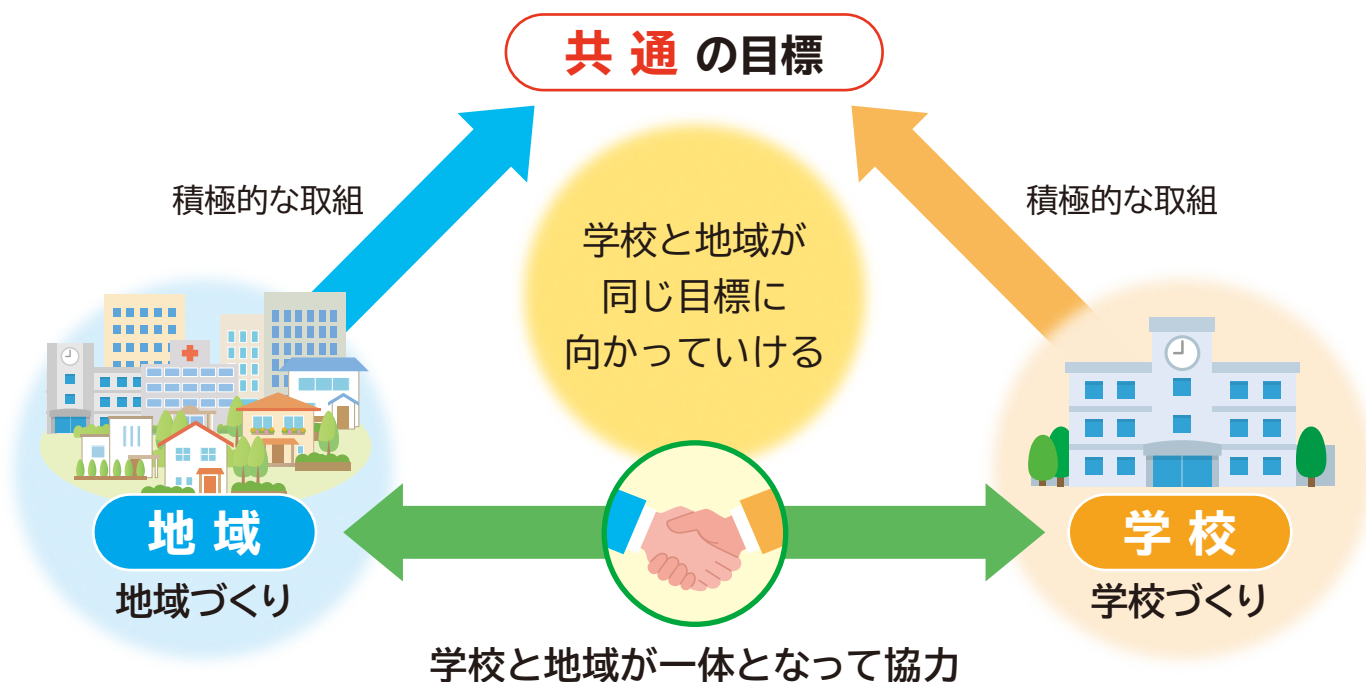 共通の目標
積極的な取組
積極的な取組
学校と地域が
同じ目標に
向かっていける
地域
学校
地域づくり
学校づくり
学校と地域が一体となって協力